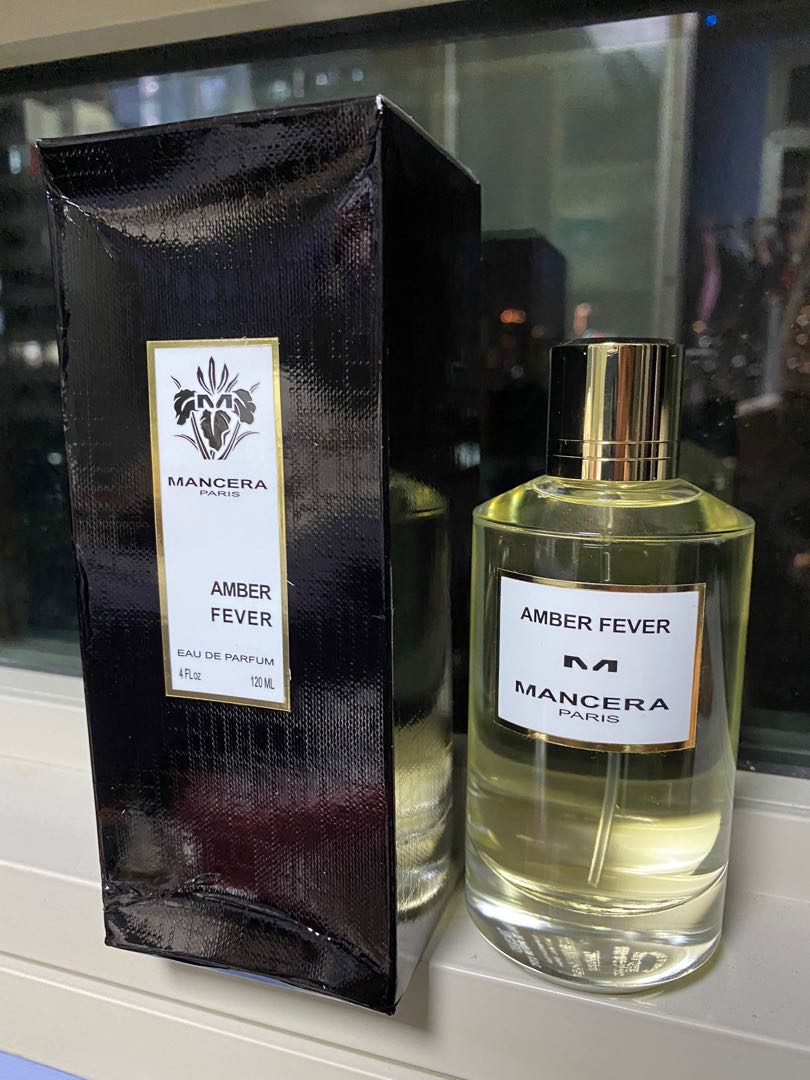 M
MANCERA
PARIS
AMBER
FEVER
EAU DE PARFUM
4 FLoz 120 ML
AMBER FEVER
M
MANCERA
PARIS